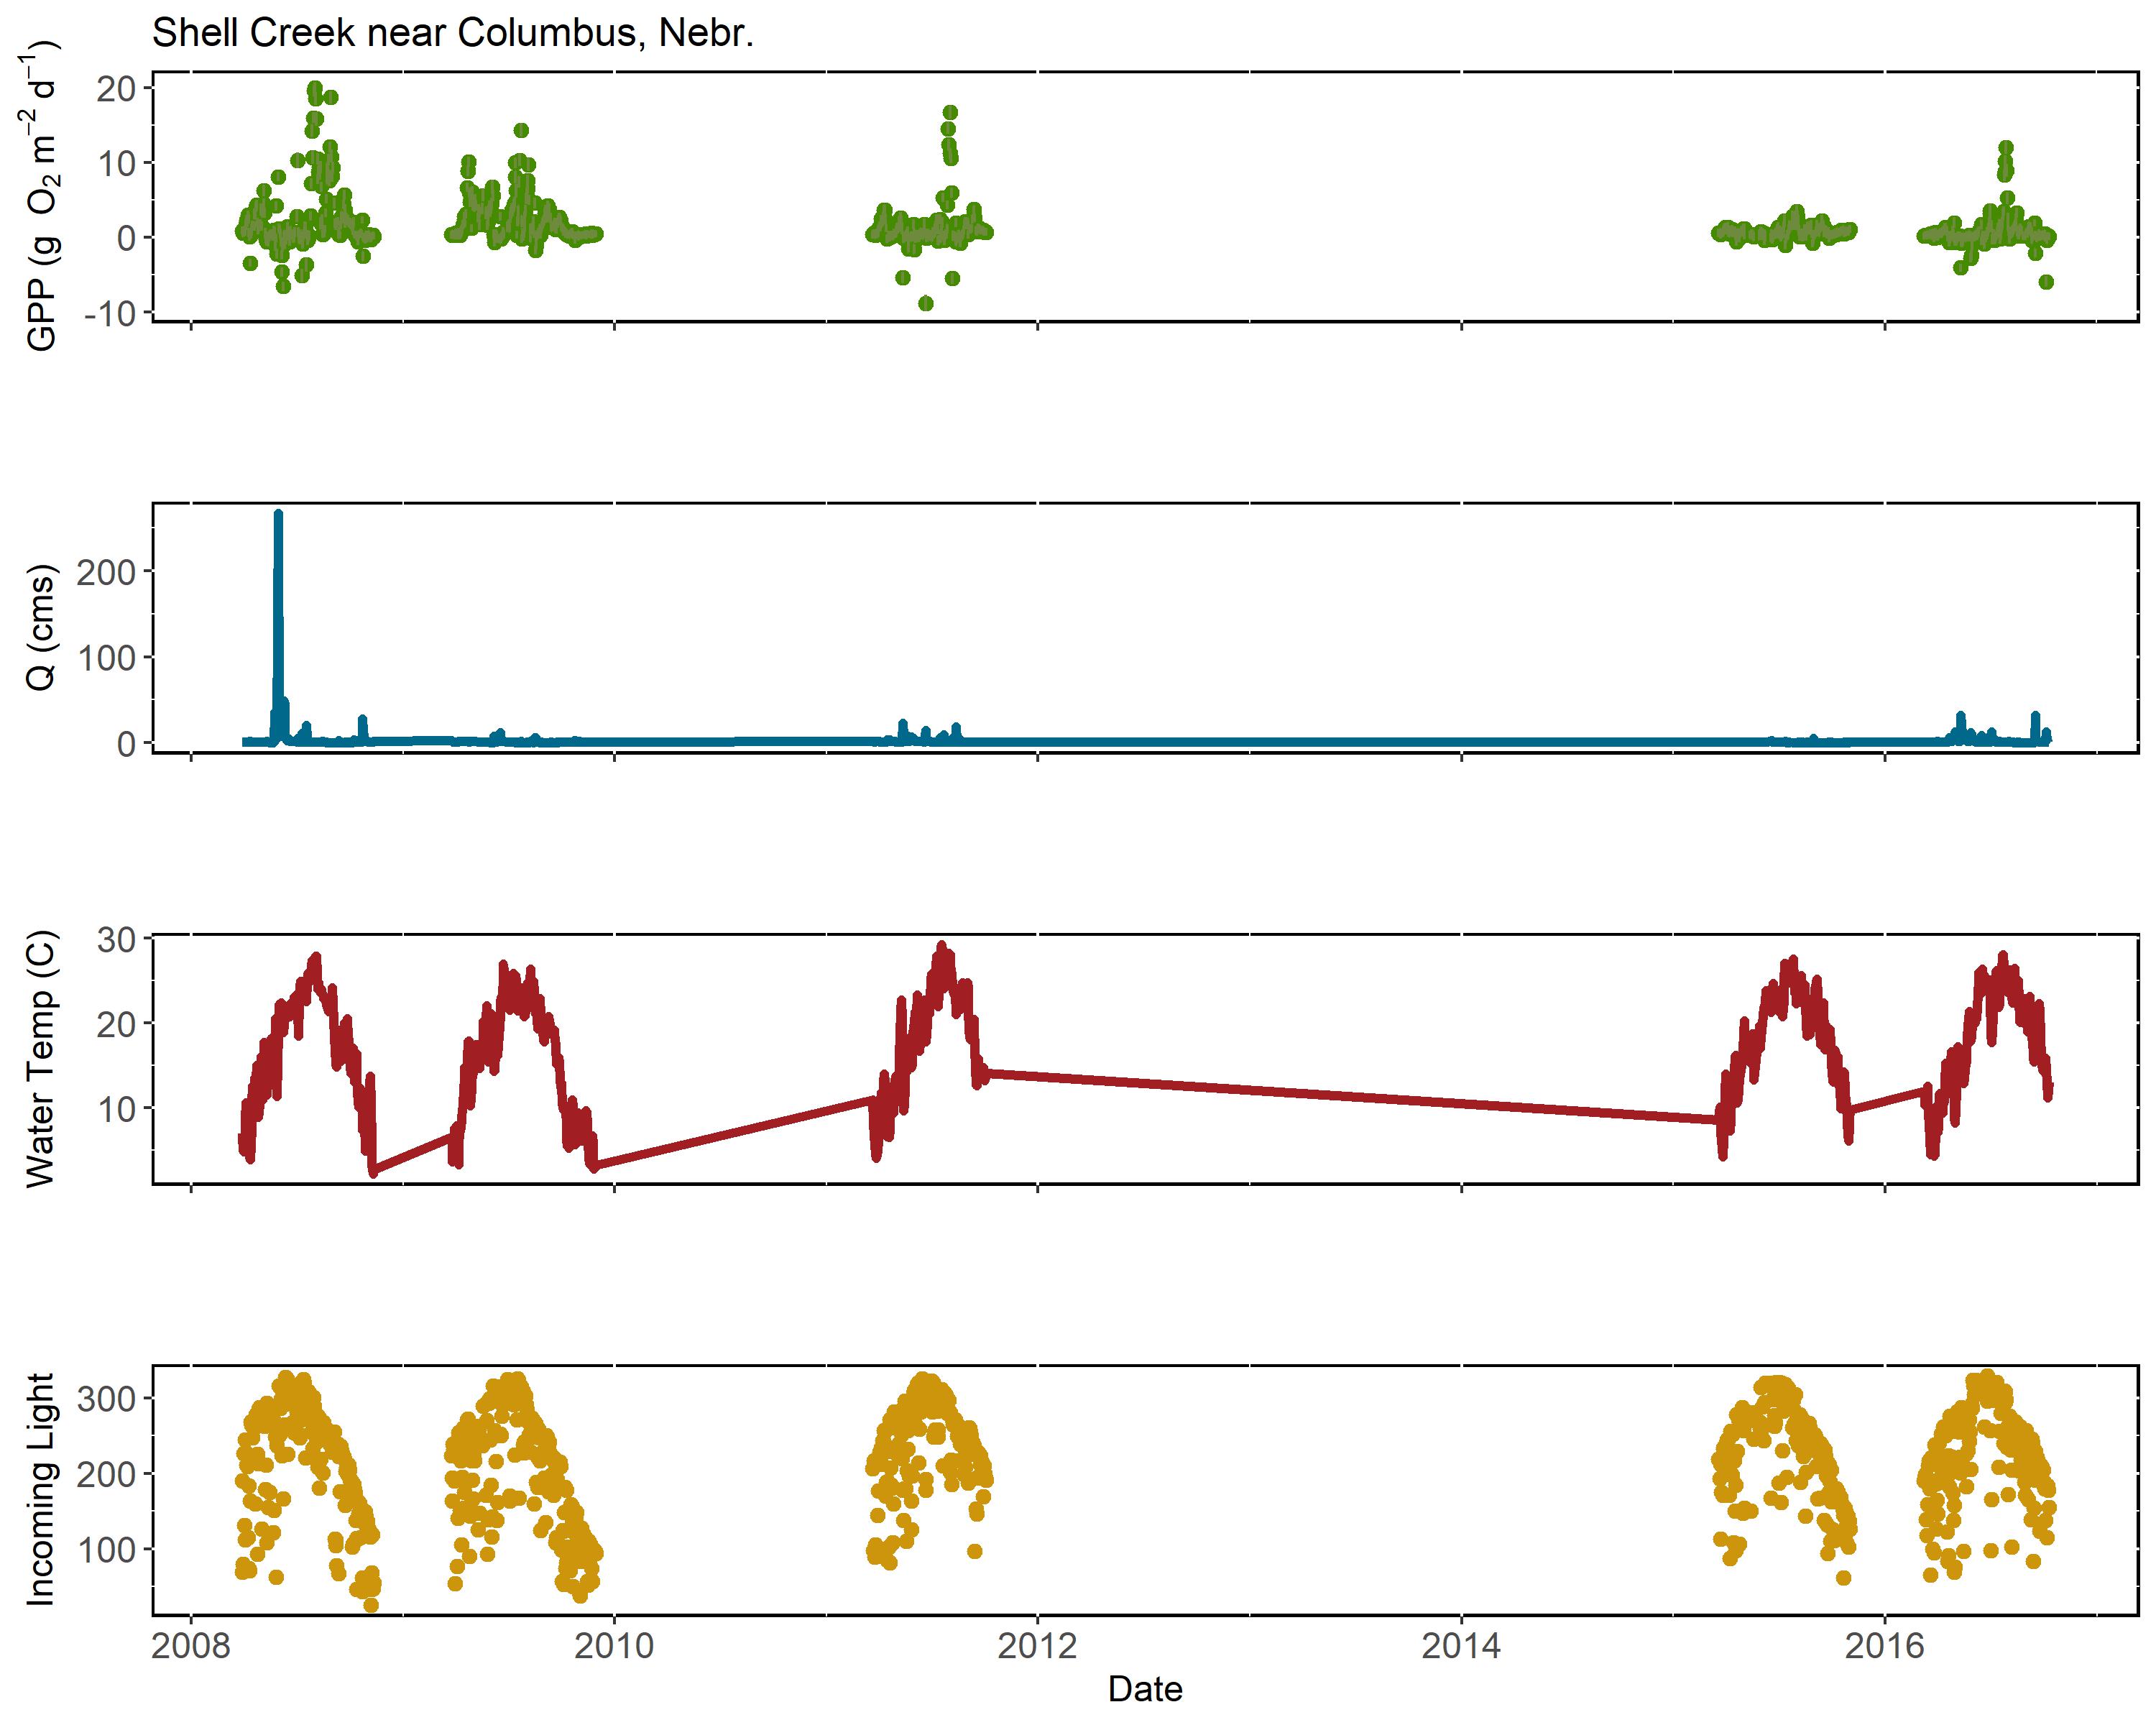 Shell Creek near Columbus, Nebr.
GPP (g O₂ m⁻² d⁻¹)
20
10
0
-10
Q (cms)
200
100
0
Water Temp (C)
30
20
10
Incoming Light
300
200
100
2008 2010 2012 2014 2016
Date